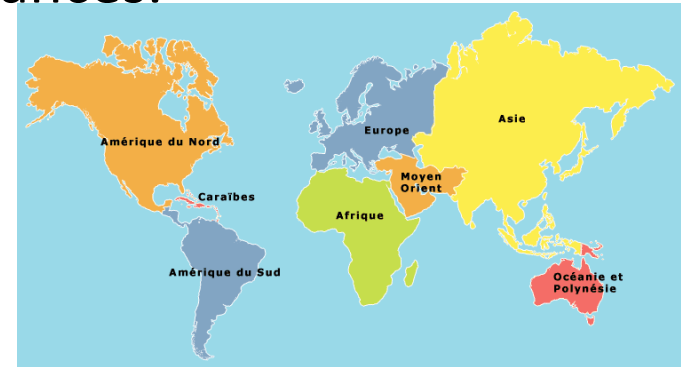 Amérique du Nord
Europe
Asie
Moyen
Orient
Caraïbes
Afrique
Amérique du Sud
Océanie et
Polynésie